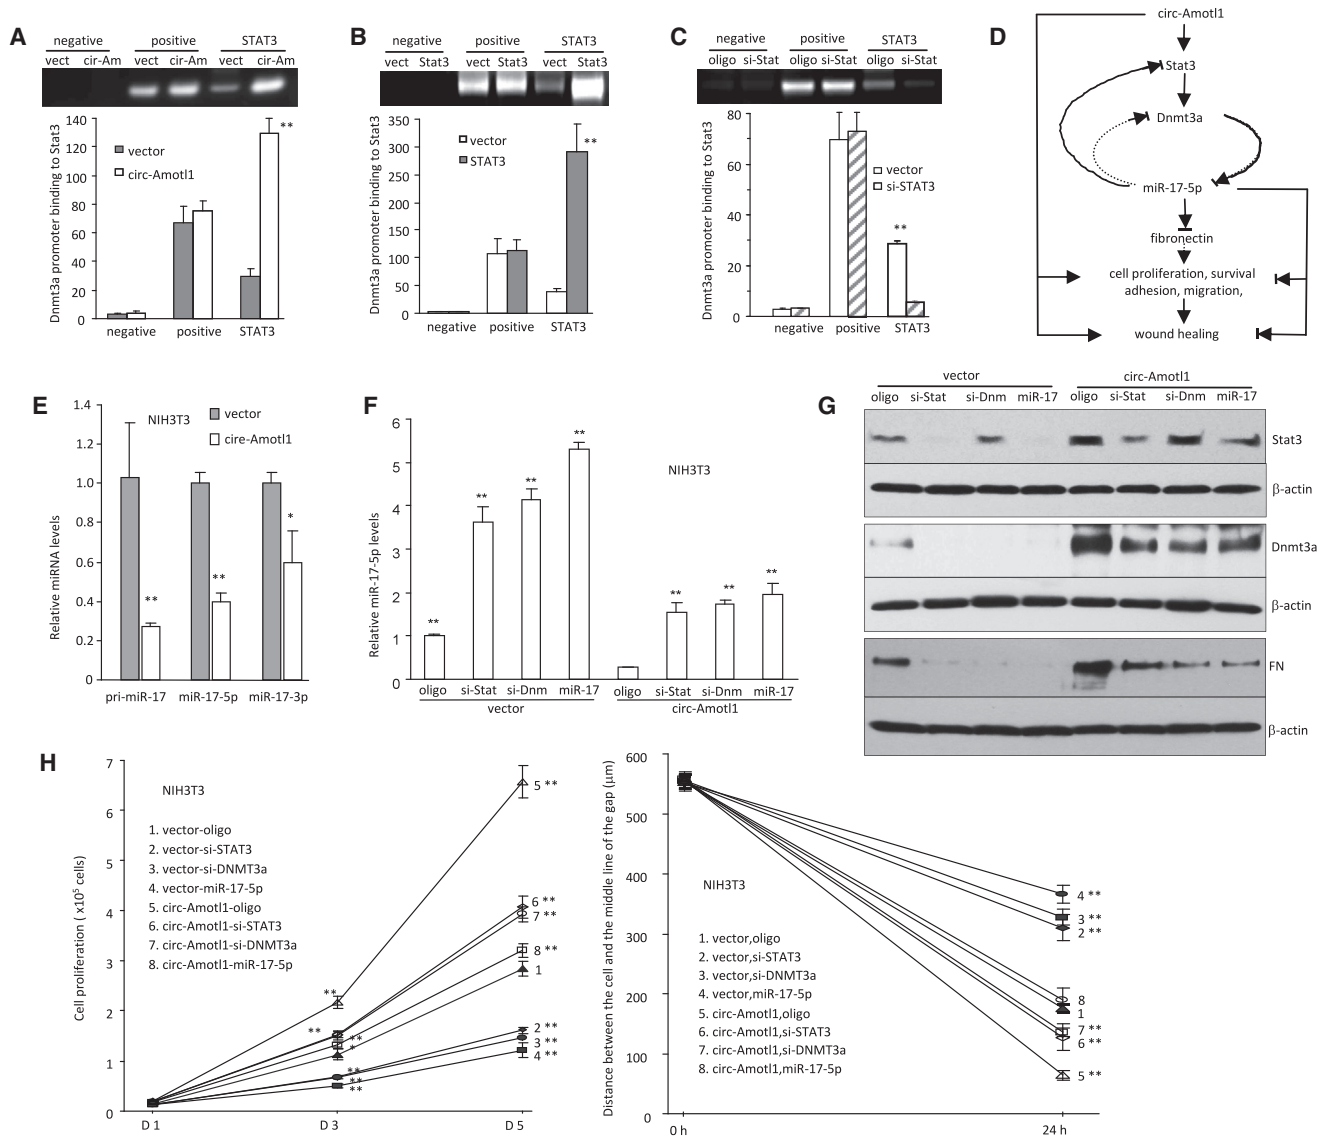 A
negative positive STAT3
vect cir-Am vect cir-Am vect cir-Am
Dnmt3a promoter binding to Stat3
140
120
100
80
60
40
20
0
**
vector
circ-Amotl1
negative positive STAT3
B
negative positive STAT3
vect Stat3 vect Stat3 vect Stat3
Dnmt3a promoter binding to Stat3
350
300
250
200
150
100
50
0
**
vector
STAT3
negative positive STAT3
C
negative positive STAT3
oligo si-Stat oligo si-Stat oligo si-Stat
Dnmt3a promoter binding to Stat3
80
60
40
20
0
vector
si-STAT3
**
negative positive STAT3
D
circ-Amotl1
Stat3
Dnmt3a
miR-17-5p
fibronectin
cell proliferation, survival
adhesion, migration,
wound healing
E
NIH3T3
vector
cire-Amotl1
Relative miRNA levels
1.4
1.2
1.0
0.8
0.6
0.4
0.2
0
** ** *
pri-miR-17 miR-17-5p miR-17-3p
F
NIH3T3
Relative miR-17-5p levels
6
5
4
3
2
1
0
** ** ** ** ** ** **
oligo si-Stat si-Dnm miR-17 oligo si-Stat si-Dnm miR-17
vector circ-Amotl1
G
vector circ-Amotl1
oligo si-Stat si-Dnm miR-17 oligo si-Stat si-Dnm miR-17
Stat3
β-actin
Dnmt3a
β-actin
FN
β-actin
H
Cell proliferation ( x10⁵ cells)
7
6
5
4
3
2
1
0
NIH3T3
1. vector-oligo
2. vector-si-STAT3
3. vector-si-DNMT3a
4. vector-miR-17-5p
5. circ-Amotl1-oligo
6. circ-Amotl1-si-STAT3
7. circ-Amotl1-si-DNMT3a
8. circ-Amotl1-miR-17-5p
**
**
**
*
**
**
**
5 **
6 **
7 **
8 **
1
2 **
3 **
4 **
D 1 D 3 D 5
Distance between the cell and the middle line of the gap (μm)
600
500
400
300
200
100
0
NIH3T3
1. vector,oligo
2. vector,si-STAT3
3. vector,si-DNMT3a
4. vector,miR-17-5p
5. circ-Amotl1,oligo
6. circ-Amotl1,si-STAT3
7. circ-Amotl1,si-DNMT3a
8. circ-Amotl1,miR-17-5p
4 **
3 **
2 **
8
1
7 **
6 **
5 **
0 h 24 h